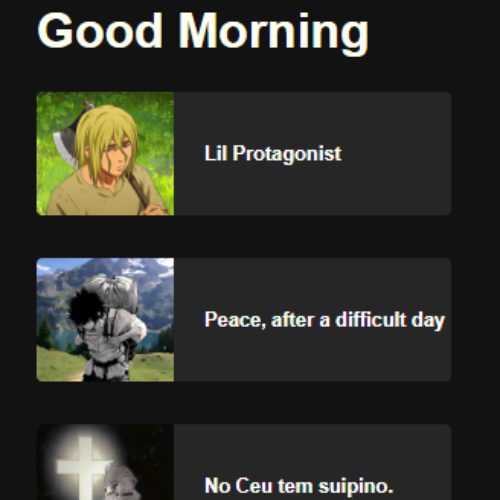 Good Morning
Lil Protagonist
Peace, after a difficult day
No Ceu tem suipino.